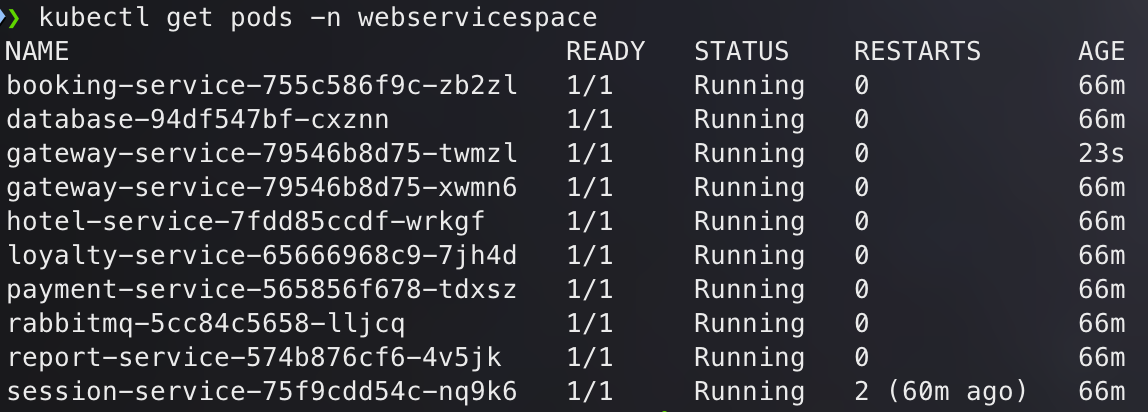 ❯❯ kubectl get pods -n webservicespace
NAME READY STATUS RESTARTS AGE
booking-service-755c586f9c-zb2zl 1/1 Running 0 66m
database-94df547bf-cxznn 1/1 Running 0 66m
gateway-service-79546b8d75-twmzl 1/1 Running 0 23s
gateway-service-79546b8d75-xwmn6 1/1 Running 0 66m
hotel-service-7fdd85ccdf-wrkgf 1/1 Running 0 66m
loyalty-service-65666968c9-7jh4d 1/1 Running 0 66m
payment-service-565856f678-tdxsz 1/1 Running 0 66m
rabbitmq-5cc84c5658-lljcq 1/1 Running 0 66m
report-service-574b876cf6-4v5jk 1/1 Running 0 66m
session-service-75f9cdd54c-nq9k6 1/1 Running 2 (60m ago) 66m